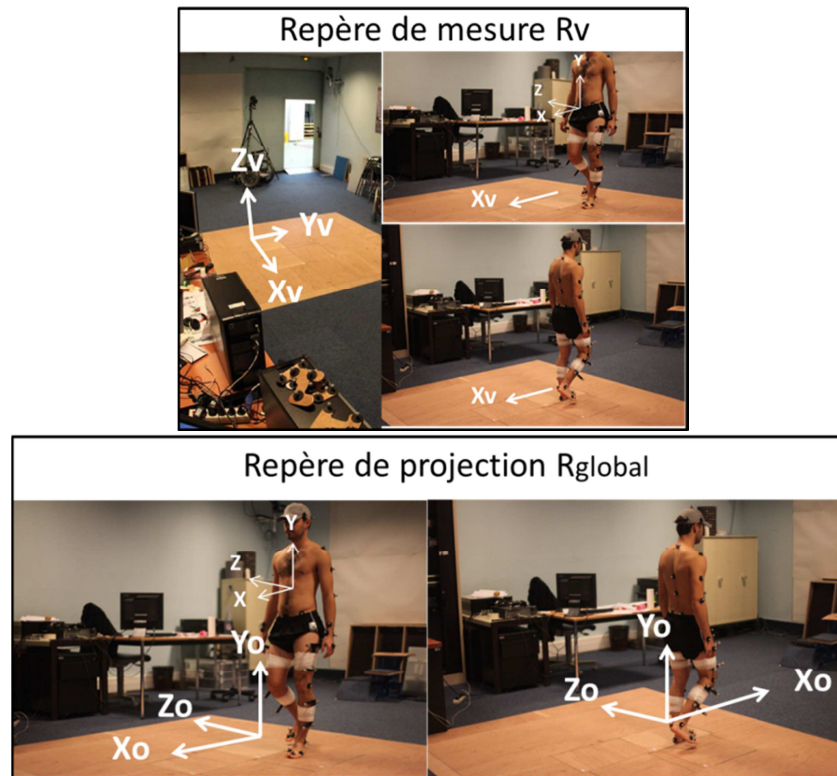 Repère de mesure Rv
Zv
Yv
Xv
Y
Z
X
Xv
Xv
Repère de projection Rglobal
Y
Z
X
Yo
Zo
Xo
Yo
Zo
Xo